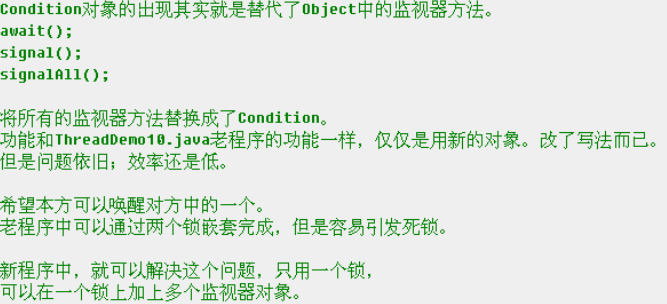 Condition对象的出现其实就是替代了Object中的监视器方法。
await();
signal();
signalAll();
将所有的监视器方法替换成了Condition。
功能和ThreadDemo10.java老程序的功能一样，仅仅是用新的对象。改了写法而已。
但是问题依旧；效率还是低。
希望本方可以唤醒对方中的一个。
老程序中可以通过两个锁嵌套完成，但是容易引发死锁。
新程序中，就可以解决这个问题，只用一个锁，
可以在一个锁上加上多个监视器对象。